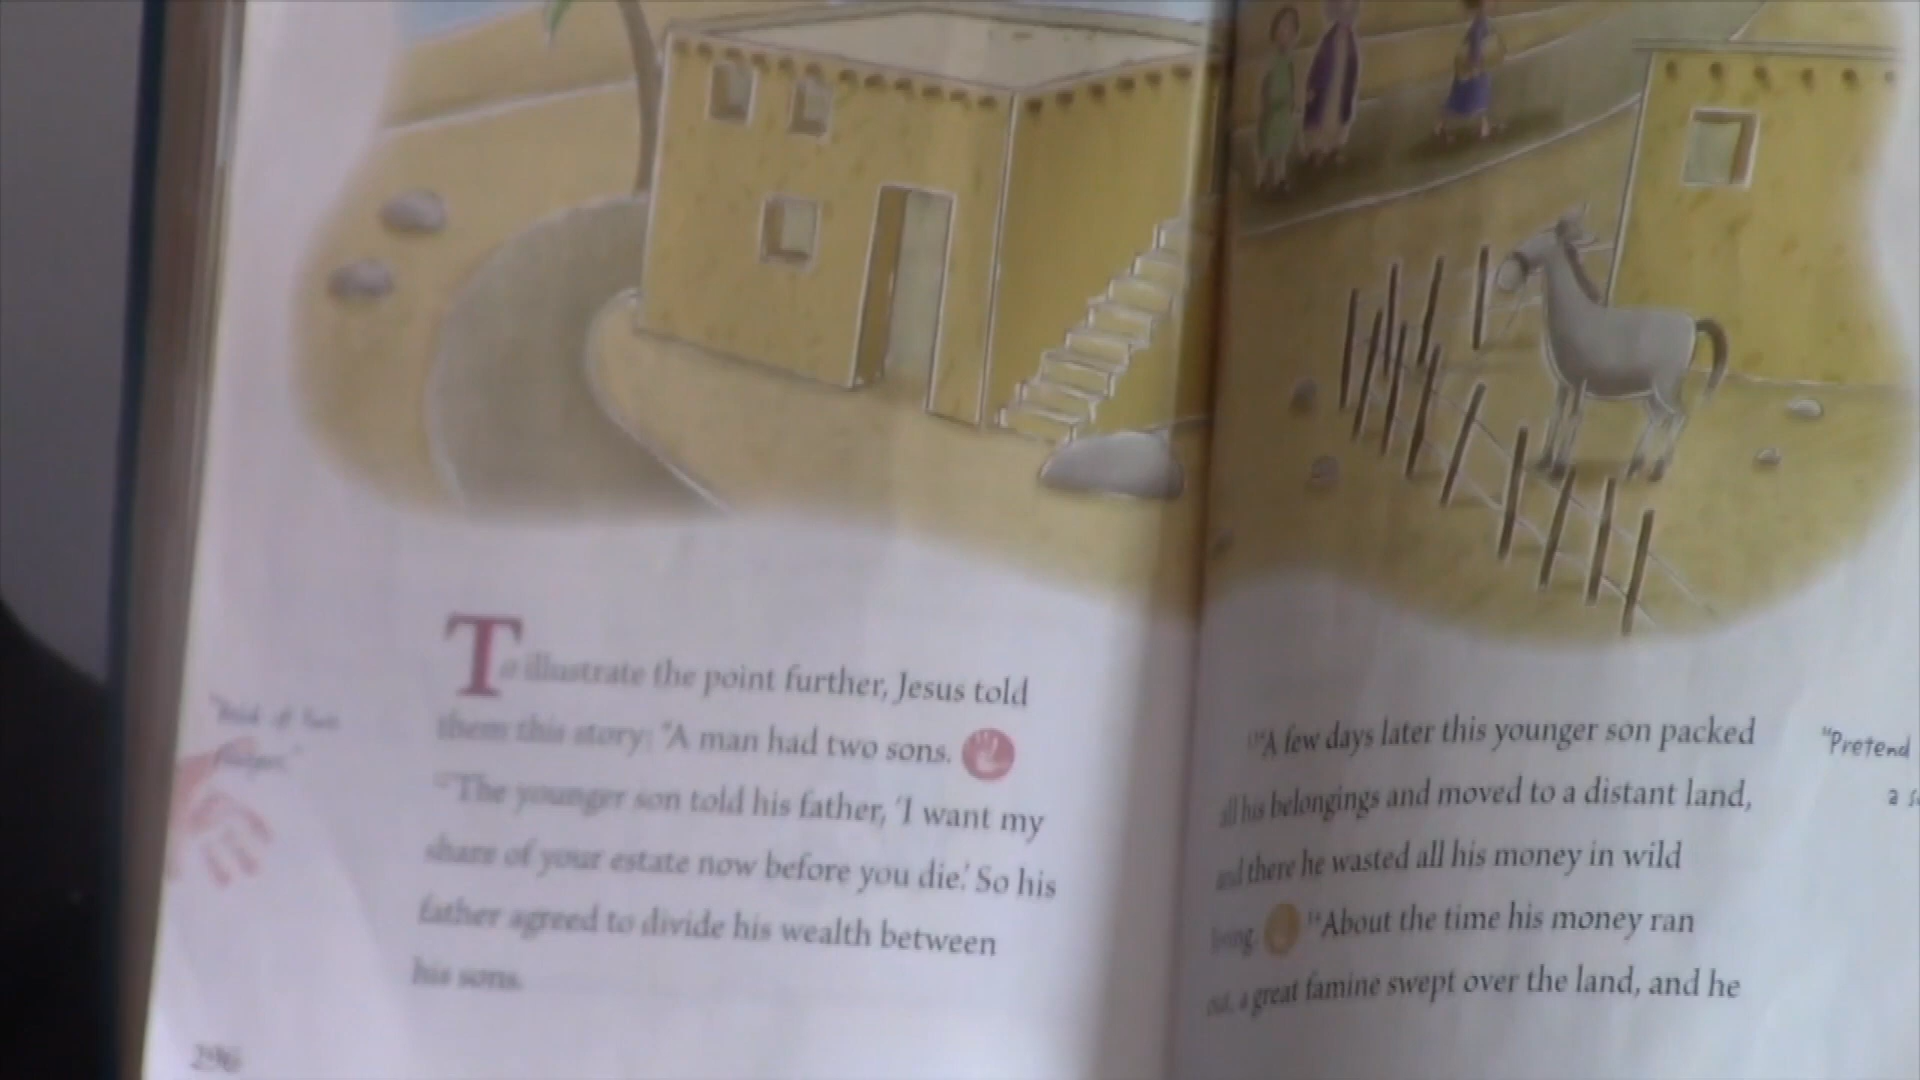 To illustrate the point further, Jesus told
them this story: "A man had two sons.
"The younger son told his father, 'I want my
share of your estate now before you die.' So his
father agreed to divide his wealth between
his sons.
296
"A few days later this younger son packed
all his belongings and moved to a distant land,
and there he wasted all his money in wild
living. "About the time his money ran
out, a great famine swept over the land, and he
"Pretend
a